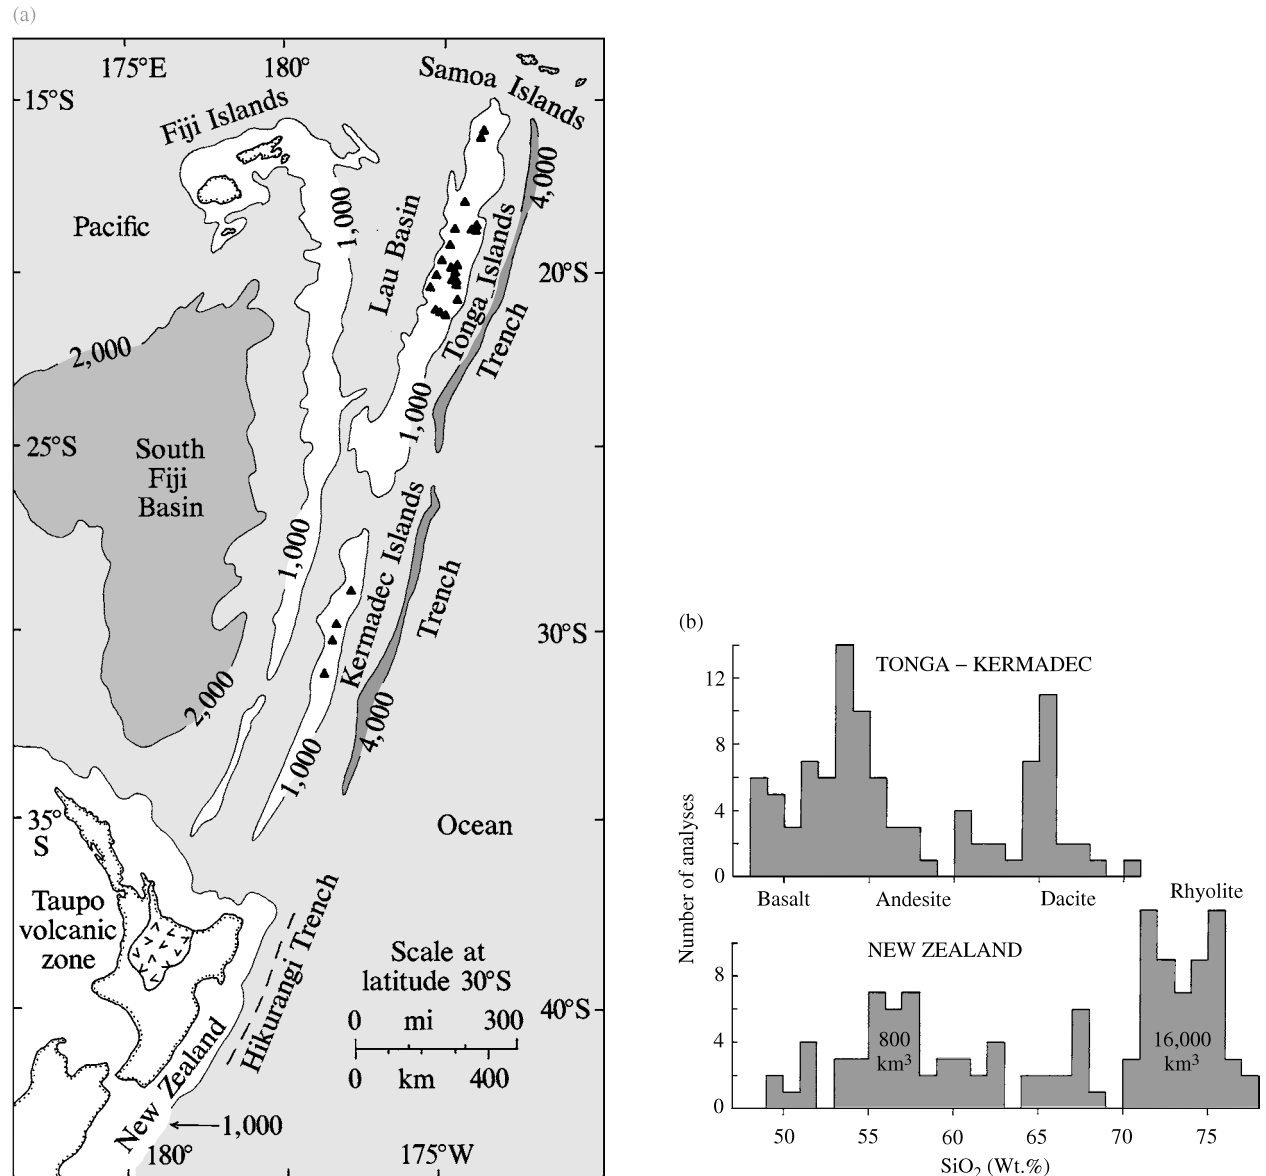 (a)
175°E
180°
Samoa Islands
15°S
Fiji Islands
4,000
1,000
Pacific
Lau Basin
Tonga Islands
20°S
Trench
2,000
1,000
25°S
South
Fiji
Basin
Kermadec Islands
1,000
Trench
30°S
2,000
4,000
1,000
35°
S
Ocean
Taupo
volcanic
zone
Hikurangi Trench
Scale at
latitude 30°S
0 mi 300
0 km 400
40°S
New Zealand
1,000
180°
175°W
(b)
TONGA – KERMADEC
12
8
4
0
Number of analyses
Basalt
Andesite
Dacite
Rhyolite
NEW ZEALAND
8
4
0
800
km³
16,000
km³
50 55 60 65 70 75
SiO₂ (Wt.%)